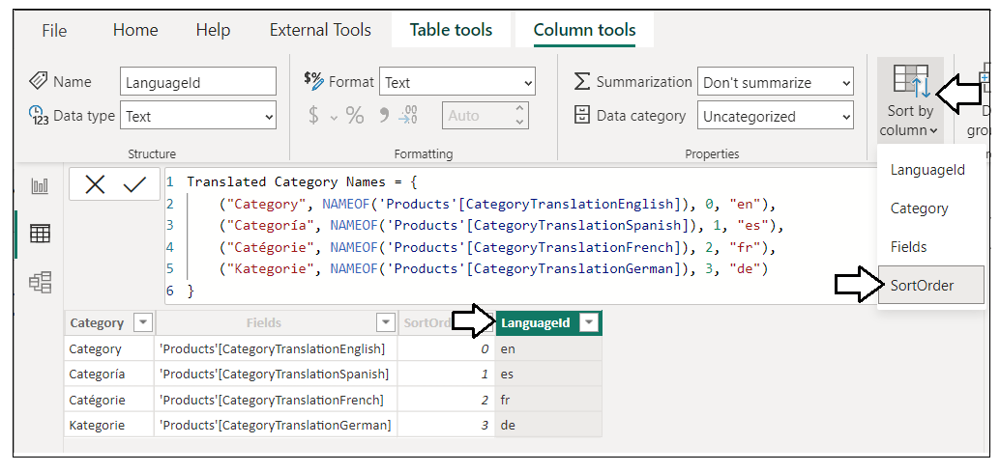 File Home Help External Tools Table tools Column tools
Name LanguageId
Data type Text
Structure
Format Text
$ % 9 .00 Auto
Formatting
Summarization Don't summarize
Data category Uncategorized
Properties
Sort by
column
LanguageId
Category
Fields
SortOrder
1 Translated Category Names = {
2 ("Category", NAMEOF('Products'[CategoryTranslationEnglish]), 0, "en"),
3 ("Categoría", NAMEOF('Products'[CategoryTranslationSpanish]), 1, "es"),
4 ("Catégorie", NAMEOF('Products'[CategoryTranslationFrench]), 2, "fr"),
5 ("Kategorie", NAMEOF('Products'[CategoryTranslationGerman]), 3, "de")
6 }
Category Fields LanguageId
Category 'Products'[CategoryTranslationEnglish] 0 en
Categoría 'Products'[CategoryTranslationSpanish] 1 es
Catégorie 'Products'[CategoryTranslationFrench] 2 fr
Kategorie 'Products'[CategoryTranslationGerman] 3 de